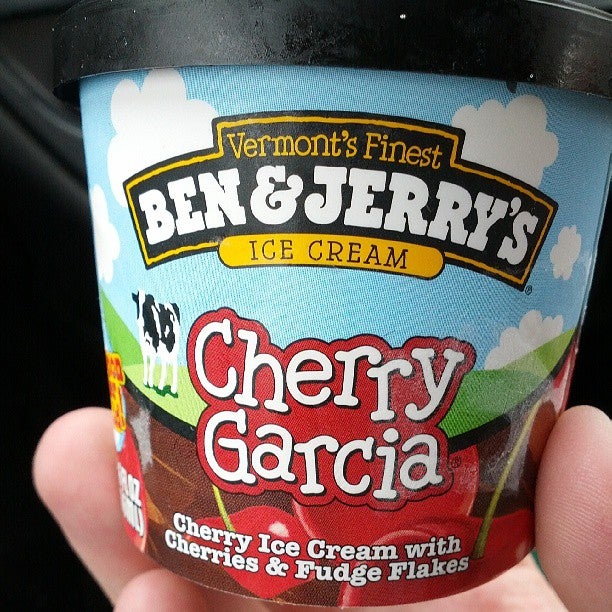 Vermont's Finest
BEN & JERRY'S
ICE CREAM
Cherry
Garcia
Cherry Ice Cream with
Cherries & Fudge Flakes